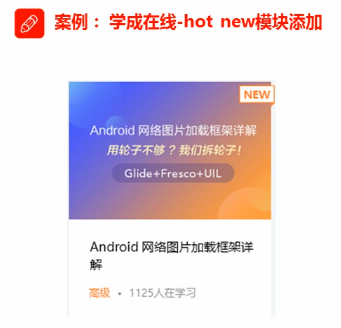 案例：学成在线-hot new模块添加
NEW
Android 网络图片加载框架详解
用轮子不够？我们拆轮子！
Glide+Fresco+UIL
Android 网络图片加载框架详
解
高级 • 1125人在学习